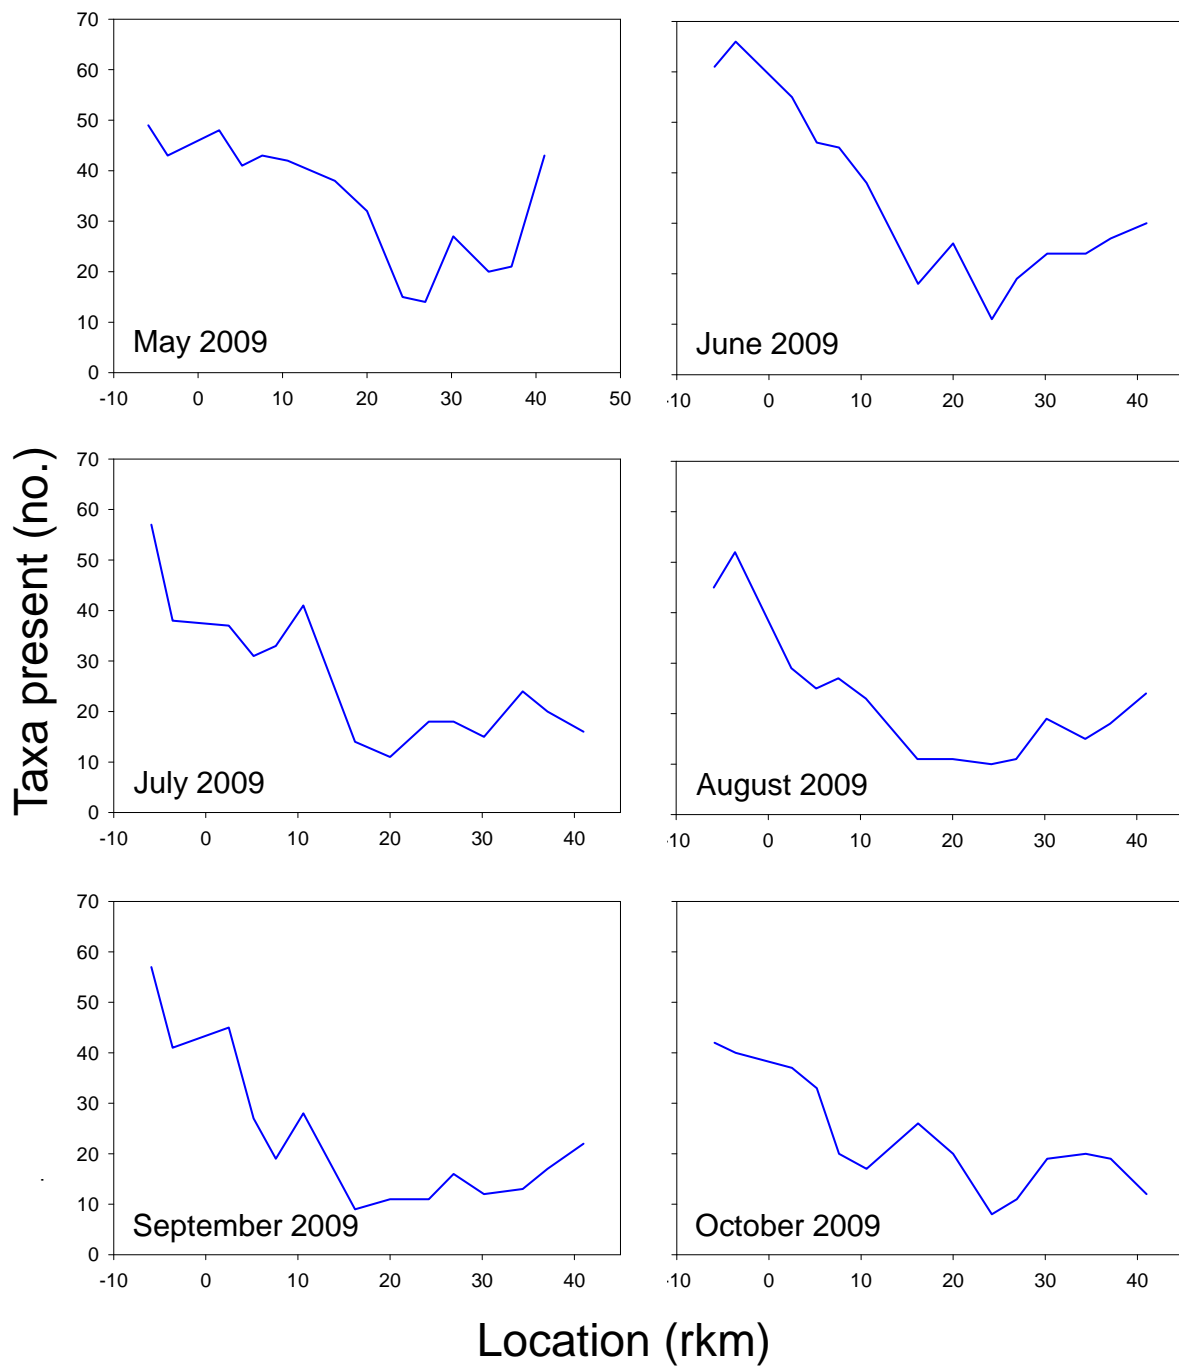 70
60
50
40
30
20
10
0
May 2009
-10 0 10 20 30 40 50
June 2009
-10 0 10 20 30 40
Taxa present (no.)
70
60
50
40
30
20
10
0
July 2009
-10 0 10 20 30 40
August 2009
-10 0 10 20 30 40
70
60
50
40
30
20
10
0
September 2009
-10 0 10 20 30 40
October 2009
-10 0 10 20 30 40
Location (rkm)